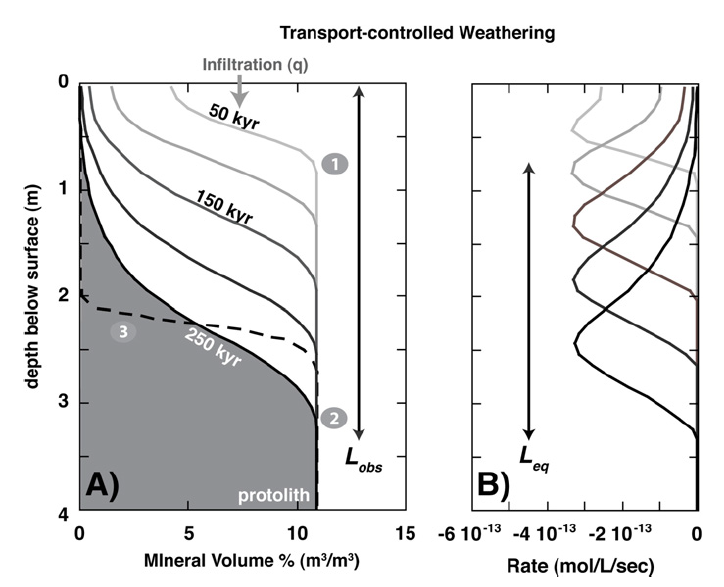 Transport-controlled Weathering
Infiltration (q)
0
1
2
3
4
depth below surface (m)
50 kyr
150 kyr
250 kyr
1
2
3
L obs
A)
protolith
0
5
10
15
MIneral Volume % (m³/m³)
L eq
B)
-6 10⁻¹³
-4 10⁻¹³
-2 10⁻¹³
0
Rate (mol/L/sec)